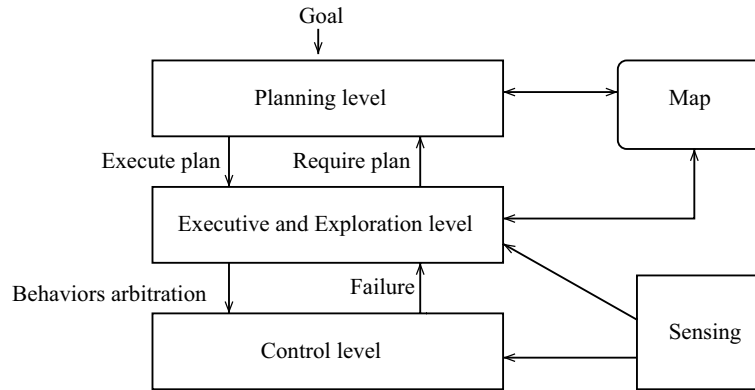 Goal
Planning level
Map
Execute plan
Require plan
Executive and Exploration level
Behaviors arbitration
Failure
Sensing
Control level